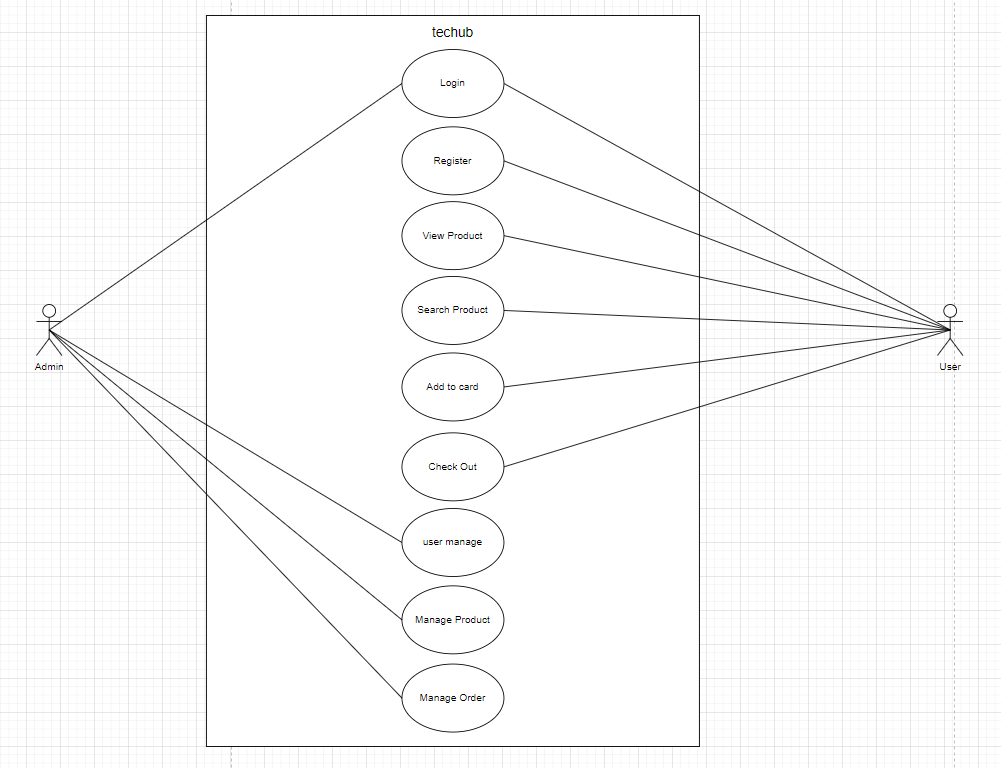 techub
Login
Register
View Product
Search Product
Admin
User
Add to card
Check Out
user manage
Manage Product
Manage Order